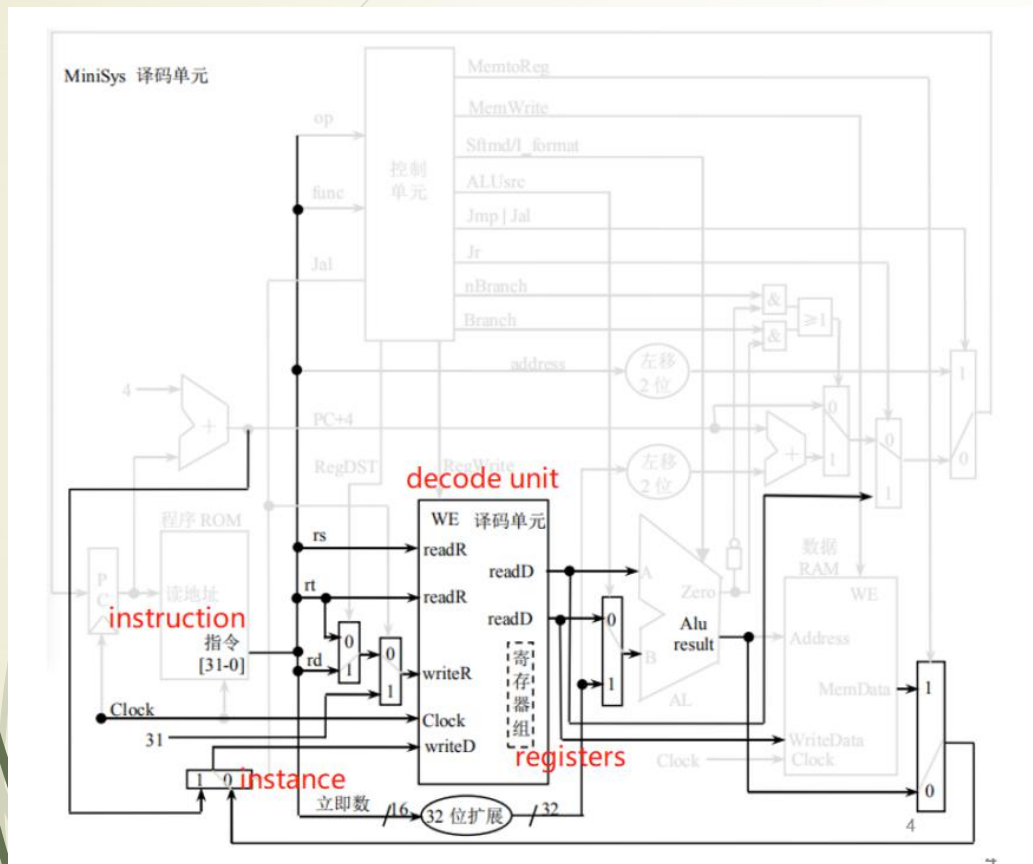 MemtoReg
MiniSys 译码单元
MemWrite
op
Sftmd/I_format
控制
单元
ALUsrc
func
Jmp|Jal
Jr
Jal
nBranch
&
≥1
Branch
&
address
左移
2 位
1
4
+
PC+4
0
1
+
0
1
0
RegDST
RegWrite
左移
2 位
decode unit
程序 ROM
WE 译码单元
rs
readR
数据
RAM
PC
读地址
readD
A
Zero
WE
rt
readR
instruction
指令
[31-0]
0
1
rd
0
1
readD
0
1
Alu
result
B
Address
writeR
寄存器组
AL
MemData
1
Clock
Clock
31
writeD
registers
WriteData
Clock
Clock
1 0
instance
立即数
16
32 位扩展
32
0
4